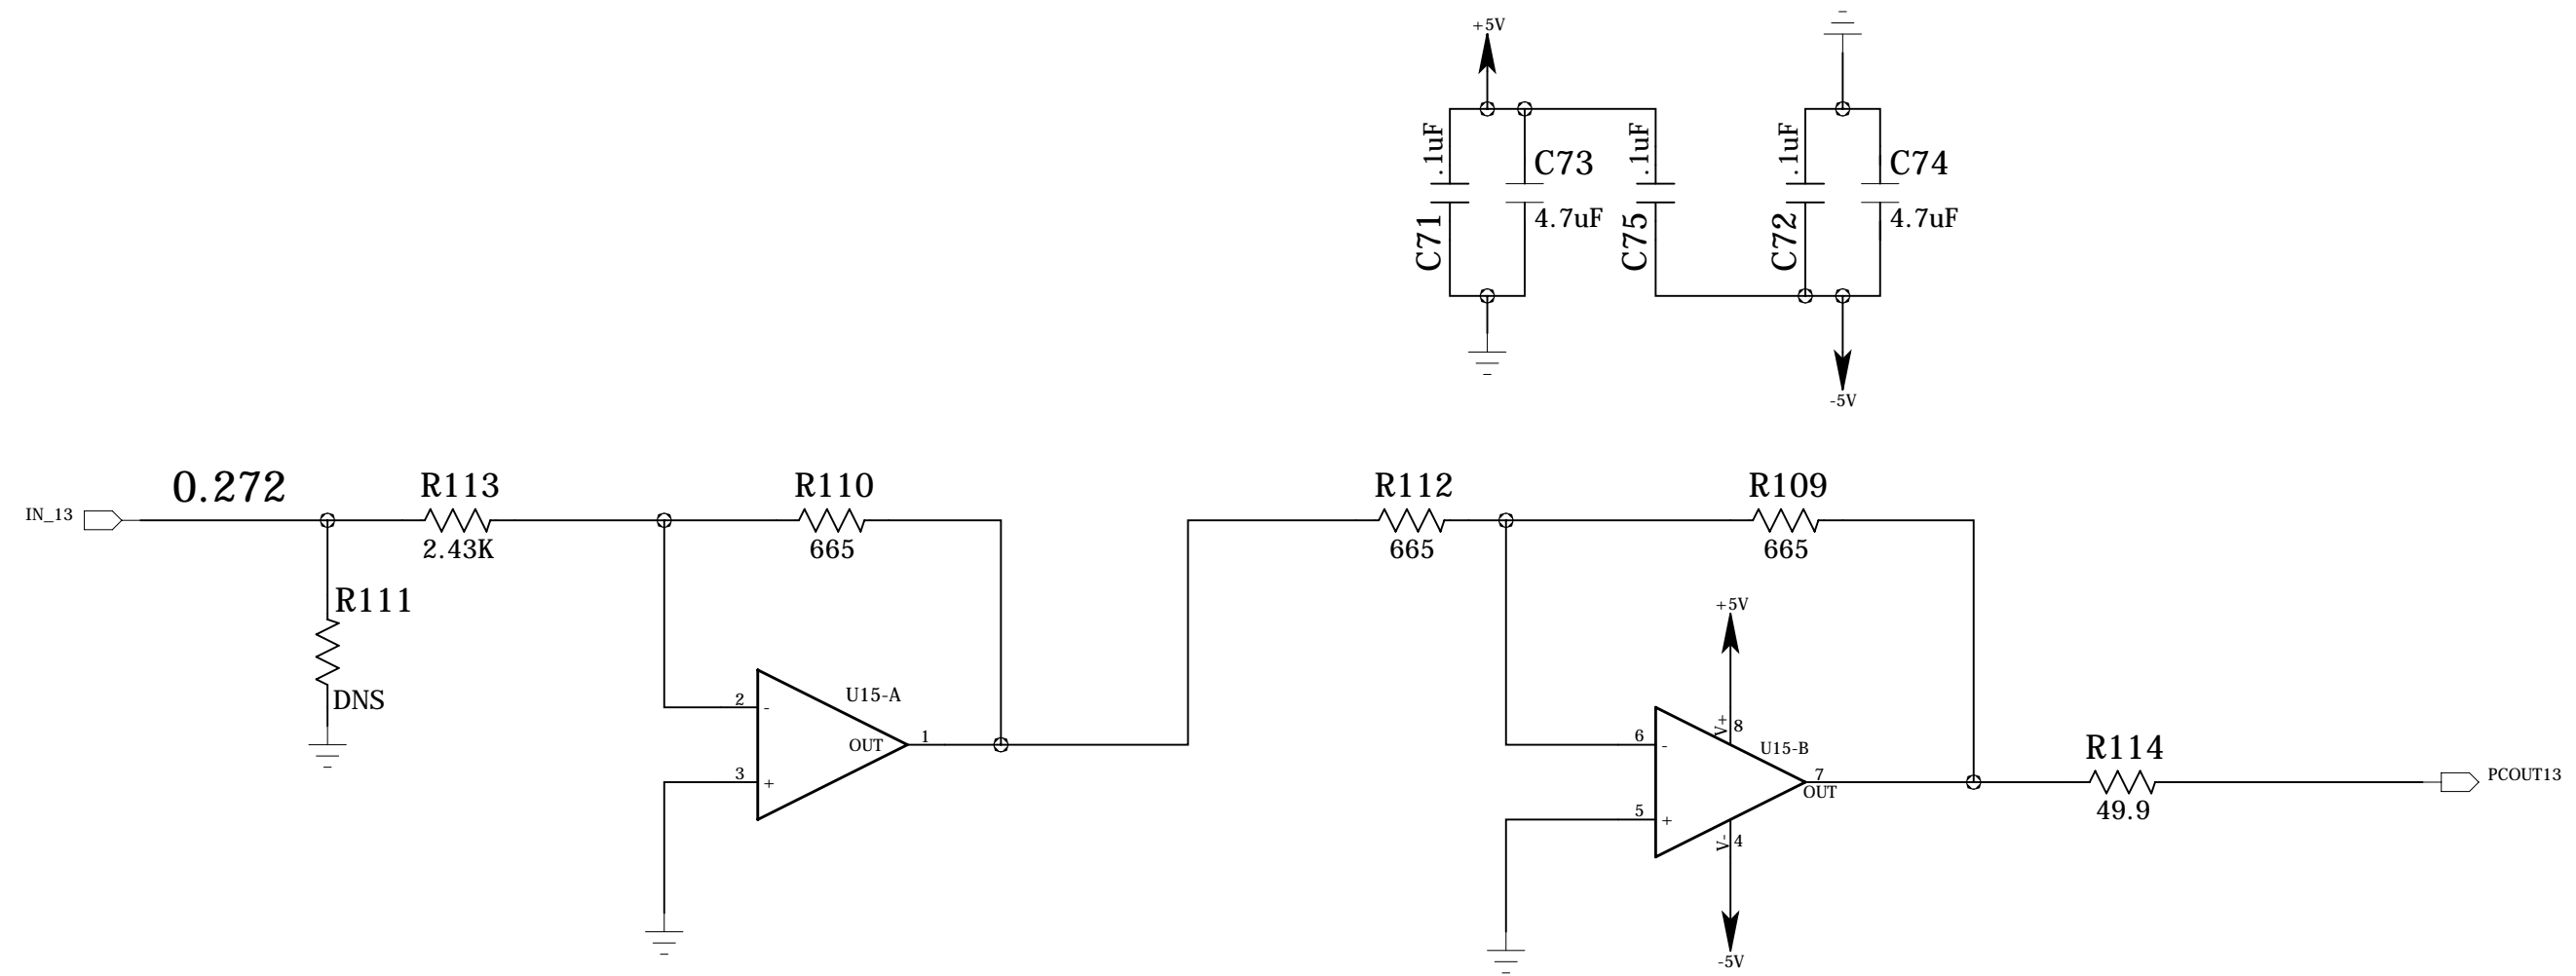 +5V
.1uF
C71
C73
4.7uF
.1uF
C75
.1uF
C72
C74
4.7uF
-5V
IN_13
0.272
R113
2.43K
R110
665
R112
665
R109
665
R111
DNS
2
-
U15-A
OUT
1
3
+
+5V
V+
8
6
-
U15-B
7
OUT
5
+
V-
4
-5V
R114
49.9
PCOUT13